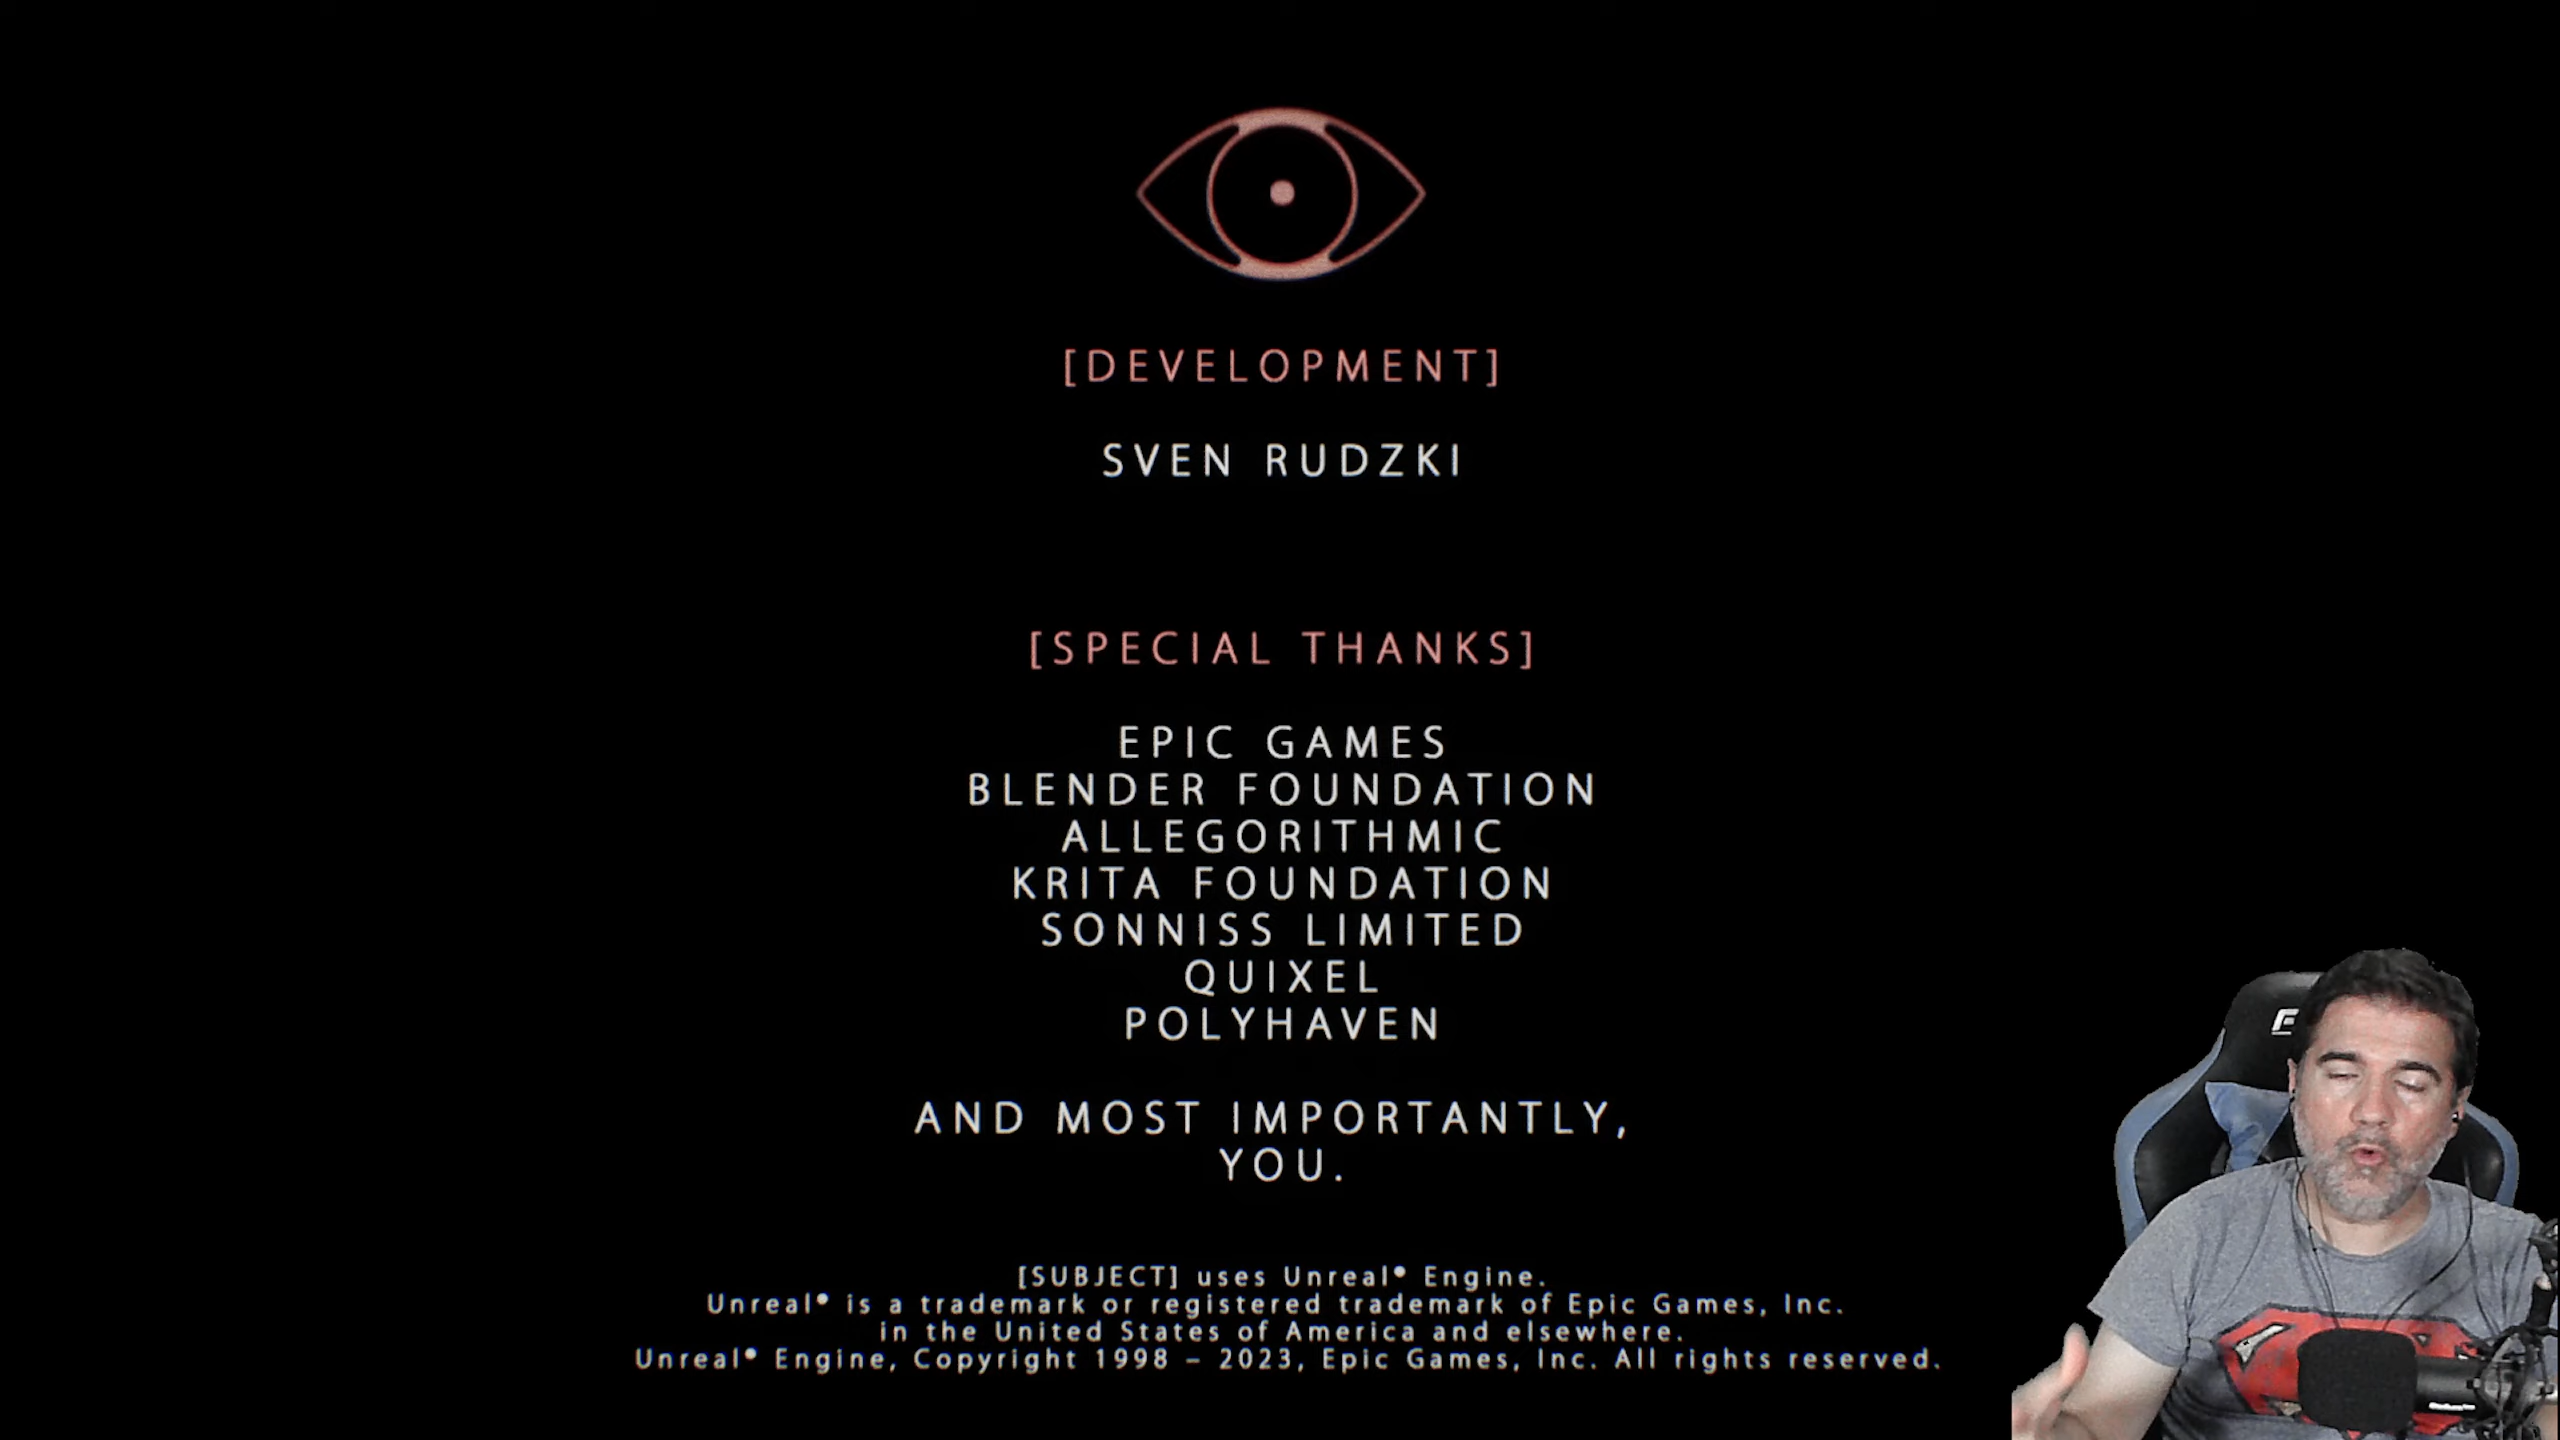 [DEVELOPMENT]
SVEN RUDZKI
[SPECIAL THANKS]
EPIC GAMES
BLENDER FOUNDATION
ALLEGORITHMIC
KRITA FOUNDATION
SONNISS LIMITED
QUIXEL
POLYHAVEN
AND MOST IMPORTANTLY,
YOU.
[SUBJECT] uses Unreal® Engine.
Unreal® is a trademark or registered trademark of Epic Games, Inc.
in the United States of America and elsewhere.
Unreal® Engine, Copyright 1998 – 2023, Epic Games, Inc. All rights reserved.